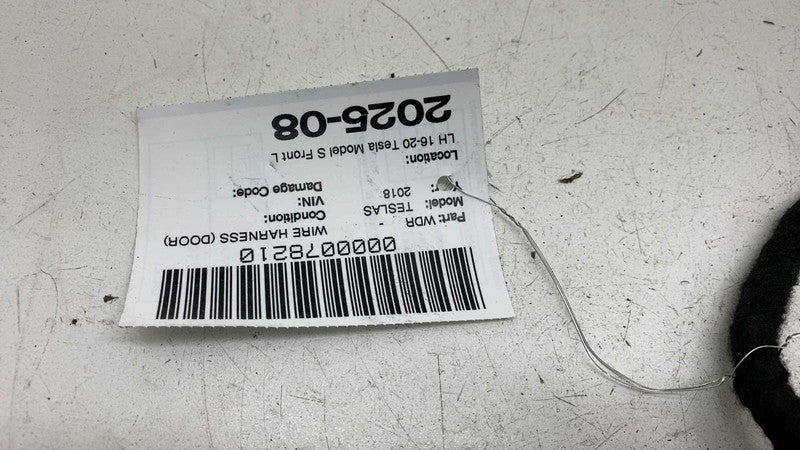 0000078210
WIRE HARNESS (DOOR)
Part: WDR - Condition:
Model: TESLAS VIN:
r: 2018 Damage Code:
Location:
LH 16-20 Tesla Model S Front L
2025-08